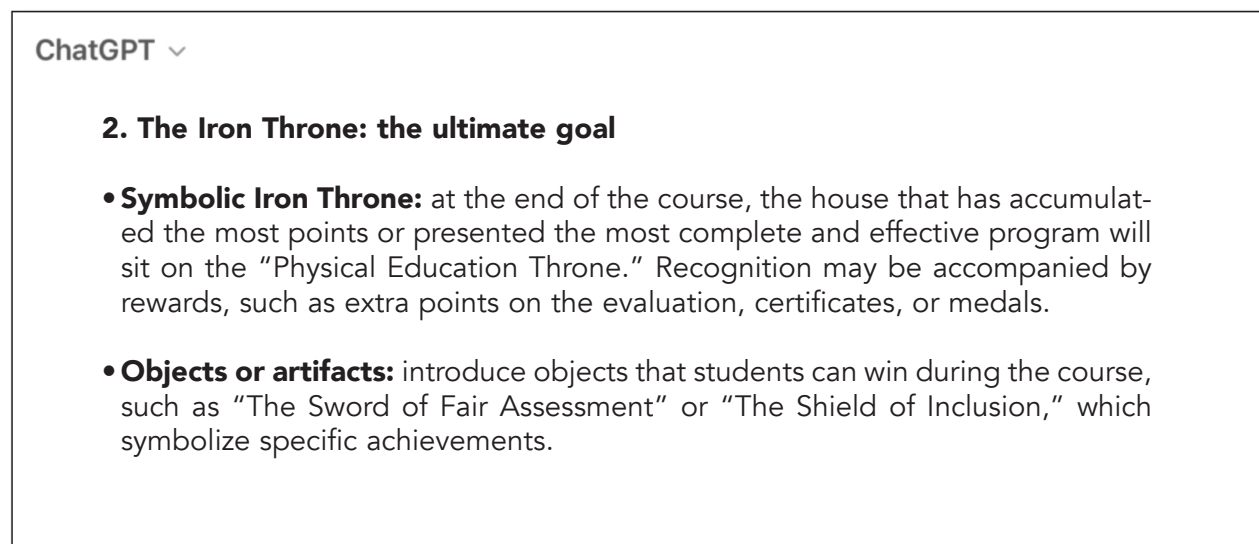 ChatGPT
2. The Iron Throne: the ultimate goal
• Symbolic Iron Throne: at the end of the course, the house that has accumulat-
ed the most points or presented the most complete and effective program will
sit on the “Physical Education Throne.” Recognition may be accompanied by
rewards, such as extra points on the evaluation, certificates, or medals.
• Objects or artifacts: introduce objects that students can win during the course,
such as “The Sword of Fair Assessment” or “The Shield of Inclusion,” which
symbolize specific achievements.